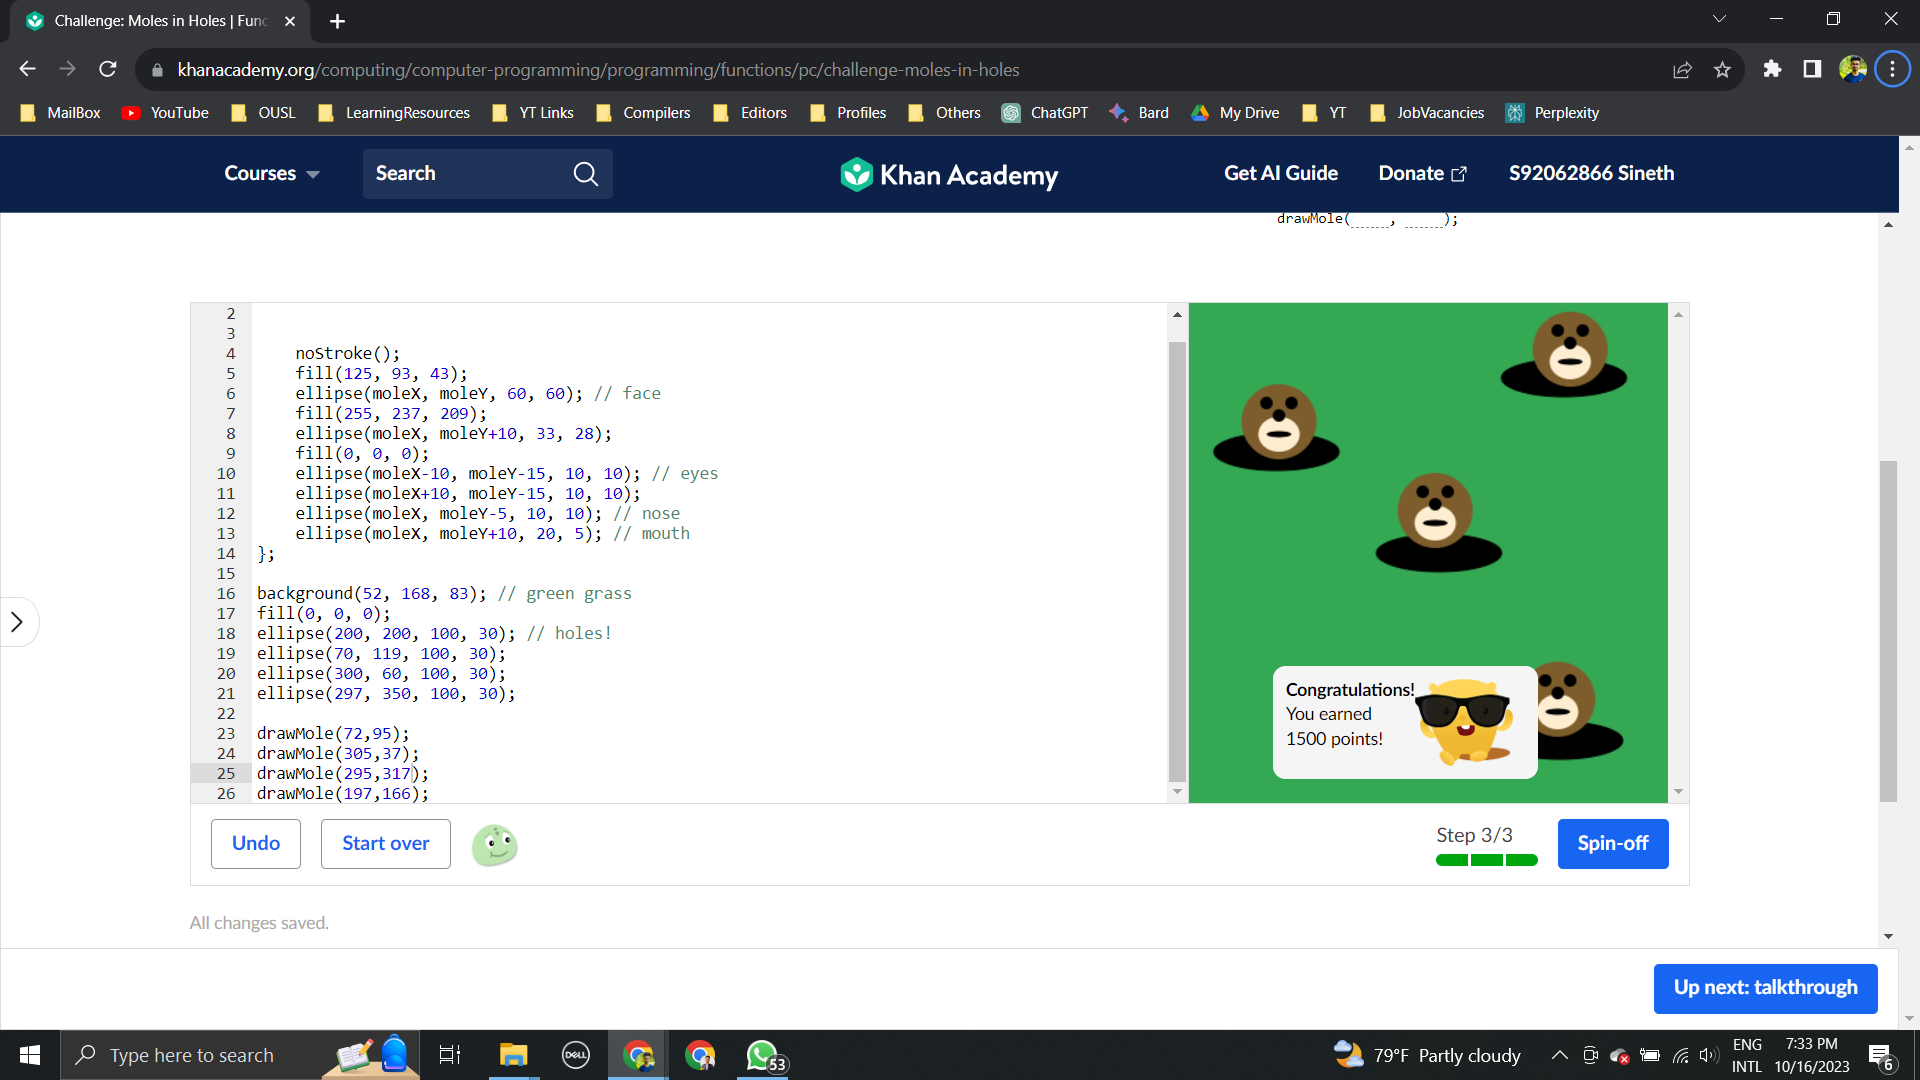 Challenge: Moles in Holes | Func
khanacademy.org/computing/computer-programming/programming/functions/pc/challenge-moles-in-holes
MailBox YouTube OUSL LearningResources YT Links Compilers Editors Profiles Others ChatGPT Bard My Drive YT JobVacancies Perplexity
Courses Search Khan Academy Get AI Guide Donate S92062866 Sineth
drawMole(_____, _____);
2
3
4 noStroke();
5 fill(125, 93, 43);
6 ellipse(moleX, moleY, 60, 60); // face
7 fill(255, 237, 209);
8 ellipse(moleX, moleY+10, 33, 28);
9 fill(0, 0, 0);
10 ellipse(moleX-10, moleY-15, 10, 10); // eyes
11 ellipse(moleX+10, moleY-15, 10, 10);
12 ellipse(moleX, moleY-5, 10, 10); // nose
13 ellipse(moleX, moleY+10, 20, 5); // mouth
14 };
15
16 background(52, 168, 83); // green grass
17 fill(0, 0, 0);
18 ellipse(200, 200, 100, 30); // holes!
19 ellipse(70, 119, 100, 30);
20 ellipse(300, 60, 100, 30);
21 ellipse(297, 350, 100, 30);
22
23 drawMole(72,95);
24 drawMole(305,37);
25 drawMole(295,317);
26 drawMole(197,166);
Congratulations!
You earned
1500 points!
Undo Start over Step 3/3 Spin-off
All changes saved.
Up next: talkthrough
Type here to search DELL 53 79°F Partly cloudy ENG 7:33 PM
INTL 10/16/2023 6